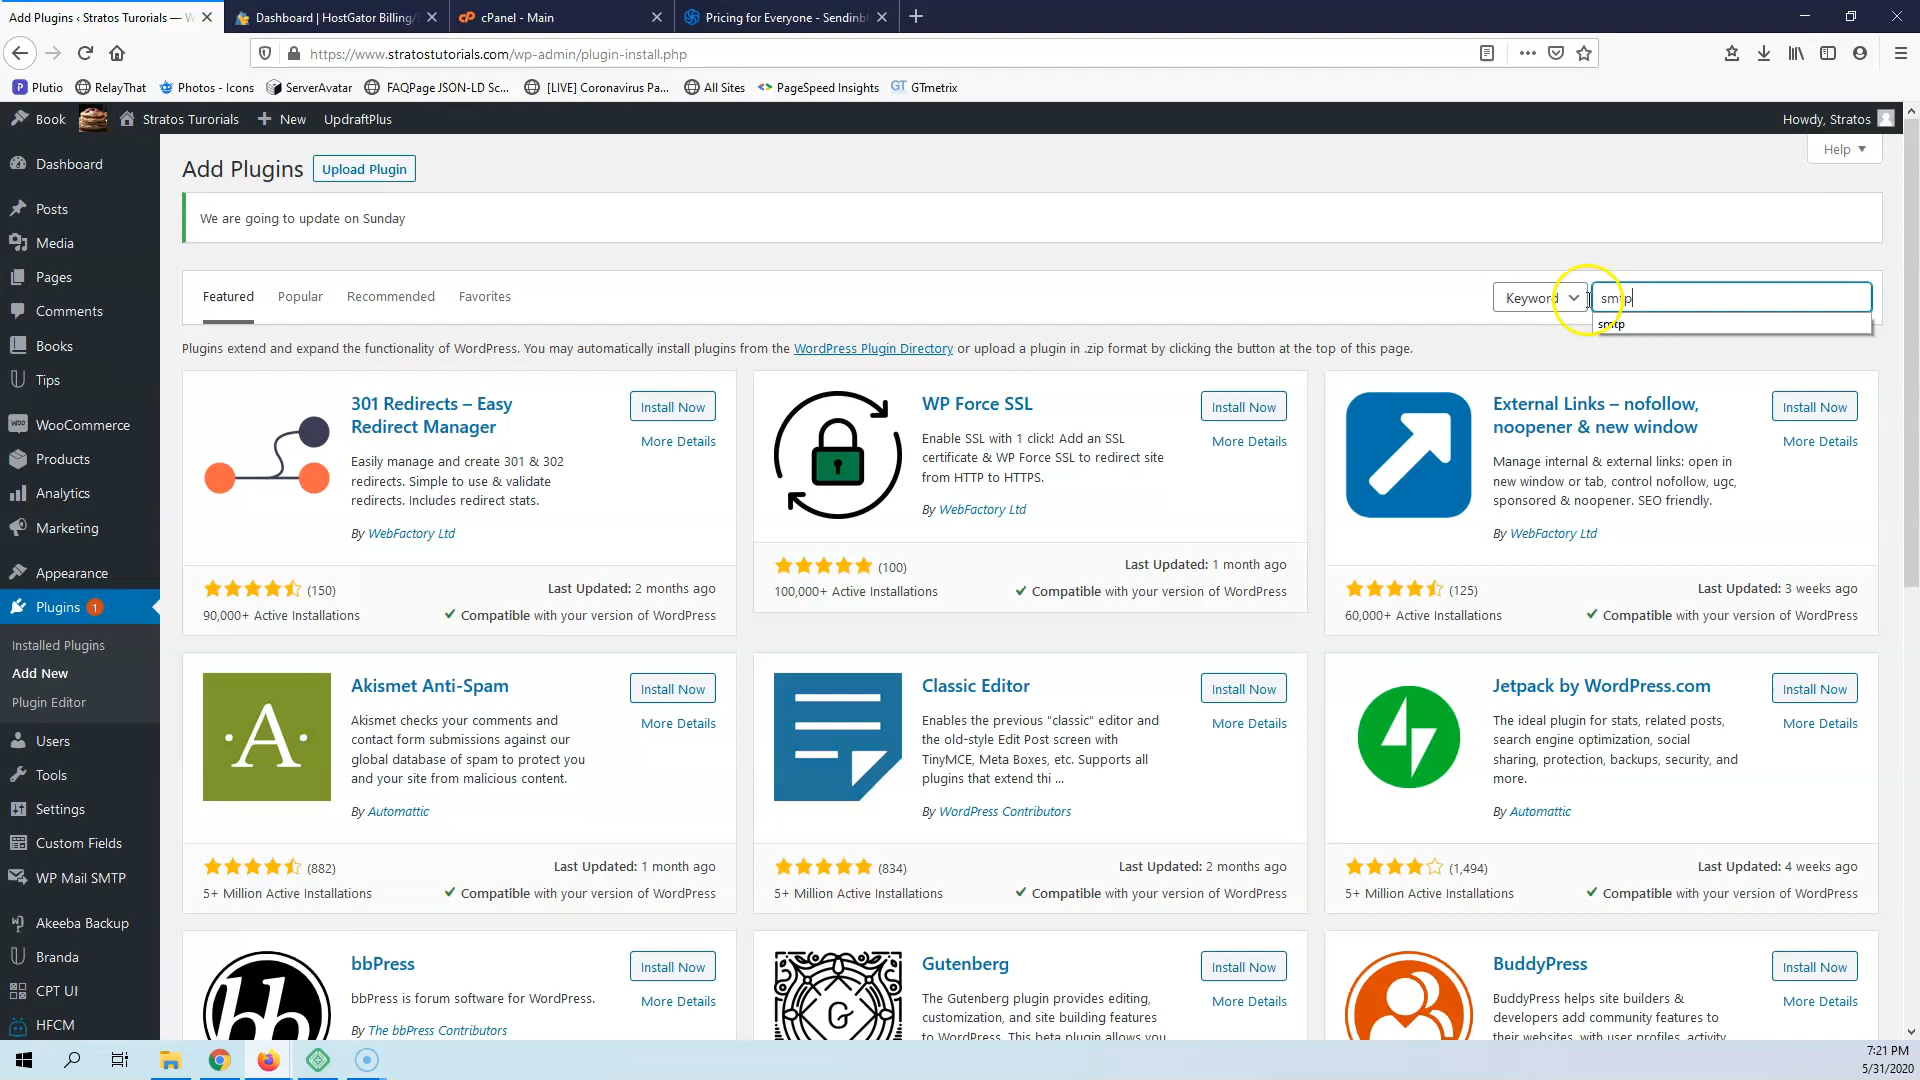 Add Plugins ‹ Stratos Turorials — W
Dashboard | HostGator Billing/
cPanel - Main
Pricing for Everyone - Sendinbl
https://www.stratostutorials.com/wp-admin/plugin-install.php
Plutio
RelayThat
Photos - Icons
ServerAvatar
FAQPage JSON-LD Sc...
[LIVE] Coronavirus Pa...
All Sites
PageSpeed Insights
GTmetrix
Book
Stratos Turorials
New
UpdraftPlus
Howdy, Stratos
Dashboard
Posts
Media
Pages
Comments
Books
Tips
WooCommerce
Products
Analytics
Marketing
Appearance
Plugins 1
Installed Plugins
Add New
Plugin Editor
Users
Tools
Settings
Custom Fields
WP Mail SMTP
Akeeba Backup
Branda
CPT UI
HFCM
Help
Add Plugins
Upload Plugin
We are going to update on Sunday
Featured
Popular
Recommended
Favorites
Keyword
smtp
smtp
Plugins extend and expand the functionality of WordPress. You may automatically install plugins from the WordPress Plugin Directory or upload a plugin in .zip format by clicking the button at the top of this page.
301 Redirects – Easy
Redirect Manager
Install Now
More Details
Easily manage and create 301 & 302
redirects. Simple to use & validate
redirects. Includes redirect stats.
By WebFactory Ltd
(150)
Last Updated: 2 months ago
90,000+ Active Installations
Compatible with your version of WordPress
WP Force SSL
Install Now
More Details
Enable SSL with 1 click! Add an SSL
certificate & WP Force SSL to redirect site
from HTTP to HTTPS.
By WebFactory Ltd
(100)
Last Updated: 1 month ago
100,000+ Active Installations
Compatible with your version of WordPress
External Links – nofollow,
noopener & new window
Install Now
More Details
Manage internal & external links: open in
new window or tab, control nofollow, ugc,
sponsored & noopener. SEO friendly.
By WebFactory Ltd
(125)
Last Updated: 3 weeks ago
60,000+ Active Installations
Compatible with your version of WordPress
A
Akismet Anti-Spam
Install Now
More Details
Akismet checks your comments and
contact form submissions against our
global database of spam to protect you
and your site from malicious content.
By Automattic
(882)
Last Updated: 1 month ago
5+ Million Active Installations
Compatible with your version of WordPress
Classic Editor
Install Now
More Details
Enables the previous "classic" editor and
the old-style Edit Post screen with
TinyMCE, Meta Boxes, etc. Supports all
plugins that extend thi ...
By WordPress Contributors
(834)
Last Updated: 2 months ago
5+ Million Active Installations
Compatible with your version of WordPress
Jetpack by WordPress.com
Install Now
More Details
The ideal plugin for stats, related posts,
search engine optimization, social
sharing, protection, backups, security, and
more.
By Automattic
(1,494)
Last Updated: 4 weeks ago
5+ Million Active Installations
Compatible with your version of WordPress
bb
bbPress
Install Now
More Details
bbPress is forum software for WordPress.
By The bbPress Contributors
G
Gutenberg
Install Now
More Details
The Gutenberg plugin provides editing,
customization, and site building features
to WordPress. This beta plugin allows you
BuddyPress
Install Now
More Details
BuddyPress helps site builders &
developers add community features to
their websites, with user profiles, activity
7:21 PM
5/31/2020